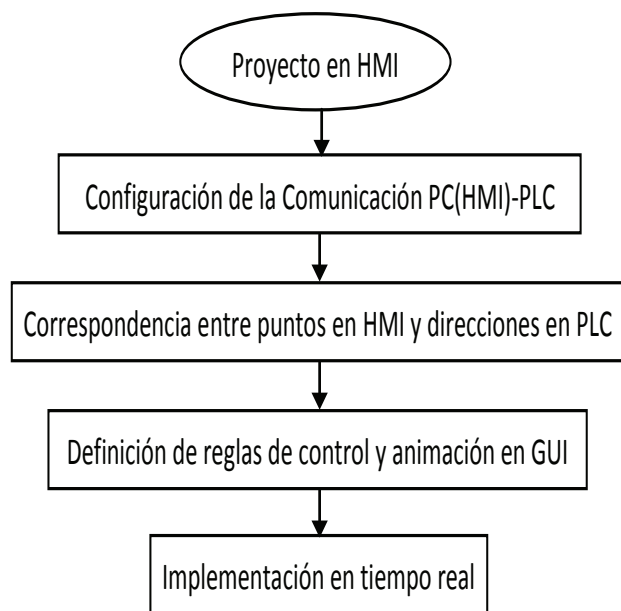 Proyecto en HMI
Configuración de la Comunicación PC(HMI)-PLC
Correspondencia entre puntos en HMI y direcciones en PLC
Definición de reglas de control y animación en GUI
Implementación en tiempo real